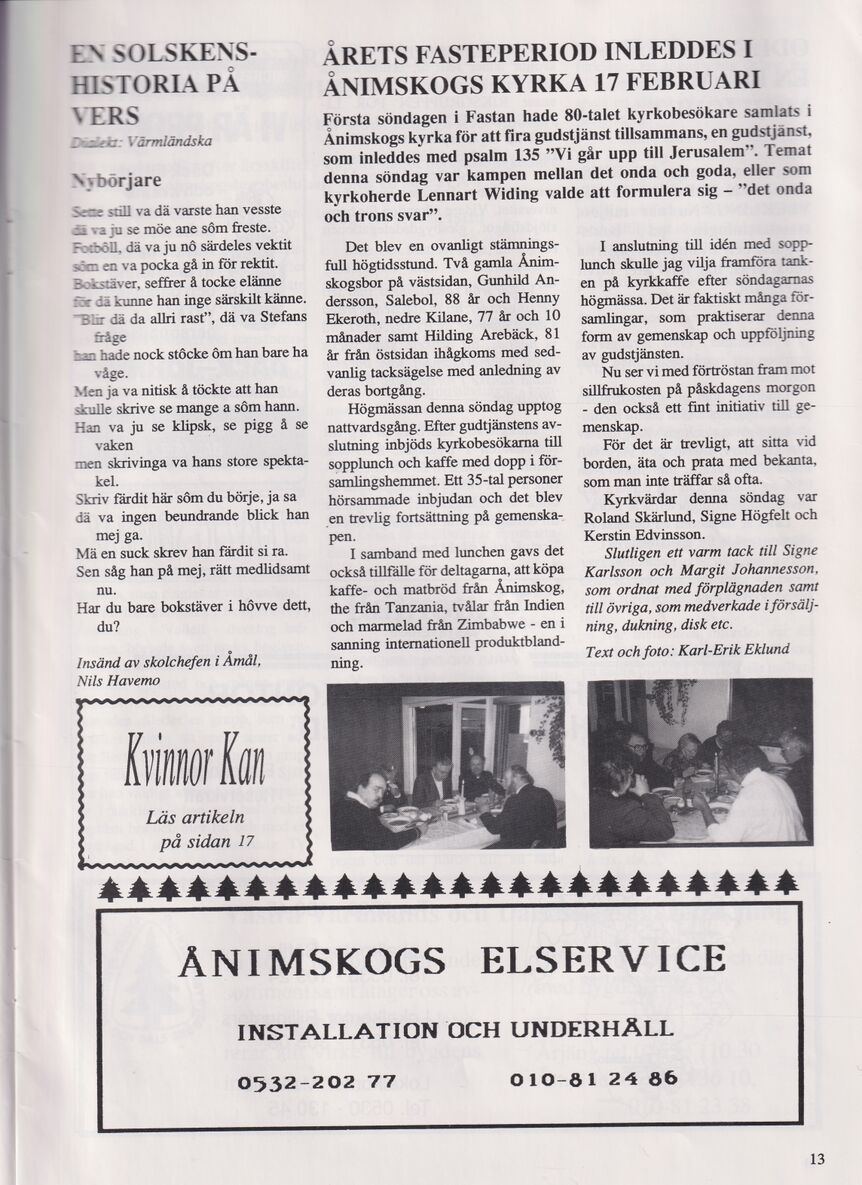 EN SOLSKENS-
HISTORIA PÅ
VERS
Dialekt: Värmländska
Nybörjare
Sette still va dä varste han vesste
dä va ju se möe ane sôm freste.
Fotbôll, dä va ju nô särdeles vektit
sôm en va pocka gå in för rektit.
Bokstäver, seffrer å tocke elänne
för dä kunne han inge särskilt känne.
"Blir dä da allri rast", dä va Stefans
fråge
han hade nock stôcke ôm han bare ha
våge.
Men ja va nitisk å töckte att han
skulle skrive se mange a sôm hann.
Han va ju se klipsk, se pigg å se
vaken
men skrivinga va hans store spekta-
kel.
Skriv färdit här sôm du börje, ja sa
dä va ingen beundrande blick han
mej ga.
Mä en suck skrev han färdit si ra.
Sen såg han på mej, rätt medlidsamt
nu.
Har du bare bokstäver i hôvve dett,
du?
Insänd av skolchefen i Åmål,
Nils Havemo
Kvinnor Kan
Läs artikeln
på sidan 17
ÅRETS FASTEPERIOD INLEDDES I
ÅNIMSKOGS KYRKA 17 FEBRUARI
Första söndagen i Fastan hade 80-talet kyrkobesökare samlats i
Ånimskogs kyrka för att fira gudstjänst tillsammans, en gudstjänst,
som inleddes med psalm 135 "Vi går upp till Jerusalem". Temat
denna söndag var kampen mellan det onda och goda, eller som
kyrkoherde Lennart Widing valde att formulera sig – "det onda
och trons svar".
Det blev en ovanligt stämnings-
full högtidsstund. Två gamla Ånim-
skogsbor på västsidan, Gunhild An-
dersson, Salebol, 88 år och Henny
Ekeroth, nedre Kilane, 77 år och 10
månader samt Hilding Arebäck, 81
år från östsidan ihågkoms med sed-
vanlig tacksägelse med anledning av
deras bortgång.
Högmässan denna söndag upptog
nattvardsgång. Efter gudtjänstens av-
slutning inbjöds kyrkobesökarna till
sopplunch och kaffe med dopp i för-
samlingshemmet. Ett 35-tal personer
hörsammade inbjudan och det blev
en trevlig fortsättning på gemenska-
pen.
I samband med lunchen gavs det
också tillfälle för deltagarna, att köpa
kaffe- och matbröd från Ånimskog,
the från Tanzania, tvålar från Indien
och marmelad från Zimbabwe - en i
sanning internationell produktbland-
ning.
I anslutning till idén med sopp-
lunch skulle jag vilja framföra tank-
en på kyrkkaffe efter söndagarnas
högmässa. Det är faktiskt många för-
samlingar, som praktiserar denna
form av gemenskap och uppföljning
av gudstjänsten.
Nu ser vi med förtröstan fram mot
sillfrukosten på påskdagens morgon
- den också ett fint initiativ till ge-
menskap.
För det är trevligt, att sitta vid
borden, äta och prata med bekanta,
som man inte träffar så ofta.
Kyrkvärdar denna söndag var
Roland Skärlund, Signe Högfelt och
Kerstin Edvinsson.
Slutligen ett varm tack till Signe
Karlsson och Margit Johannesson,
som ordnat med förplägnaden samt
till övriga, som medverkade i försälj-
ning, dukning, disk etc.
Text och foto: Karl-Erik Eklund
ÅNIMSKOGS ELSERVICE
INSTALLATION OCH UNDERHÅLL
0532-202 77 010-81 24 86
13